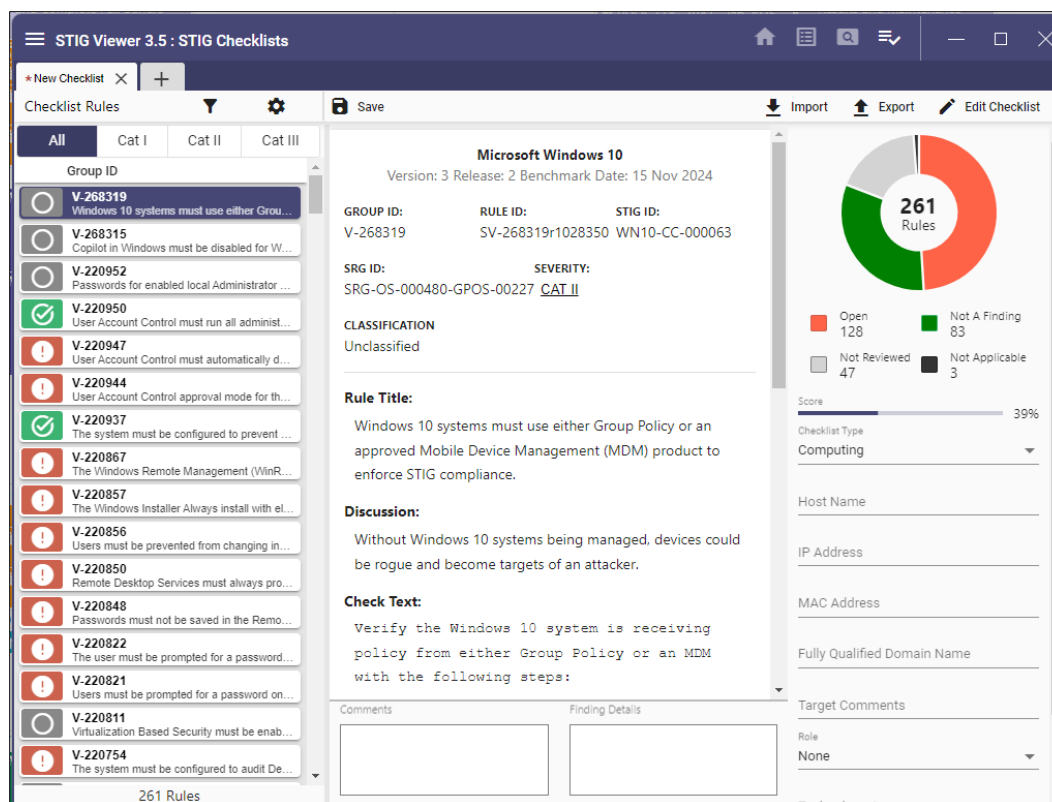 STIG Viewer 3.5 : STIG Checklists
*New Checklist
Checklist Rules
Save
Import
Export
Edit Checklist
All
Cat I
Cat II
Cat III
Group ID
V-268319
Windows 10 systems must use either Grou...
V-268315
Copilot in Windows must be disabled for W...
V-220952
Passwords for enabled local Administrator ...
V-220950
User Account Control must run all administ...
V-220947
User Account Control must automatically d...
V-220944
User Account Control approval mode for th...
V-220937
The system must be configured to prevent ...
V-220867
The Windows Remote Management (WinR...
V-220857
The Windows Installer Always install with el...
V-220856
Users must be prevented from changing in...
V-220850
Remote Desktop Services must always pro...
V-220848
Passwords must not be saved in the Remo...
V-220822
The user must be prompted for a password...
V-220821
Users must be prompted for a password on...
V-220811
Virtualization Based Security must be enab...
V-220754
The system must be configured to audit De...
261 Rules
Microsoft Windows 10
Version: 3 Release: 2 Benchmark Date: 15 Nov 2024
GROUP ID: RULE ID: STIG ID:
V-268319 SV-268319r1028350 WN10-CC-000063
SRG ID: SEVERITY:
SRG-OS-000480-GPOS-00227 CAT II
CLASSIFICATION
Unclassified
Rule Title:
Windows 10 systems must use either Group Policy or an
approved Mobile Device Management (MDM) product to
enforce STIG compliance.
Discussion:
Without Windows 10 systems being managed, devices could
be rogue and become targets of an attacker.
Check Text:
Verify the Windows 10 system is receiving
policy from either Group Policy or an MDM
with the following steps:
Comments
Finding Details
261
Rules
Open
128
Not A Finding
83
Not Reviewed
47
Not Applicable
3
Score
39%
Checklist Type
Computing
Host Name
IP Address
MAC Address
Fully Qualified Domain Name
Target Comments
Role
None